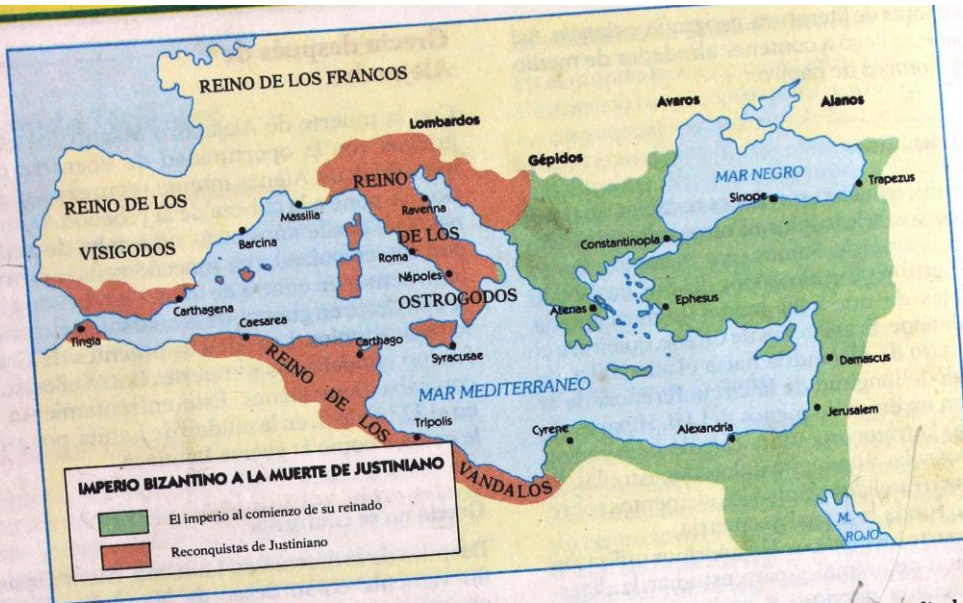 Grecia después de
REINO DE LOS FRANCOS
Avaros
Alanos
Lombardos
Gépidos
MAR NEGRO
Trapezus
Sinope
REINO DE LOS
VISIGODOS
Massilia
Barcina
REINO
Ravenna
DE LOS
Roma
Nápoles
OSTROGODOS
Constantinopla
Carthagena
Tingia
Caesarea
Carthago
Syracusae
Atenas
Ephesus
Damascus
REINO
DE
LOS
VANDALOS
MAR MEDITERRANEO
Jerusalem
Tripolis
Cyrepe
Alexandria
M.
ROJO
IMPERIO BIZANTINO A LA MUERTE DE JUSTINIANO
El imperio al comienzo de su reinado
Reconquistas de Justiniano